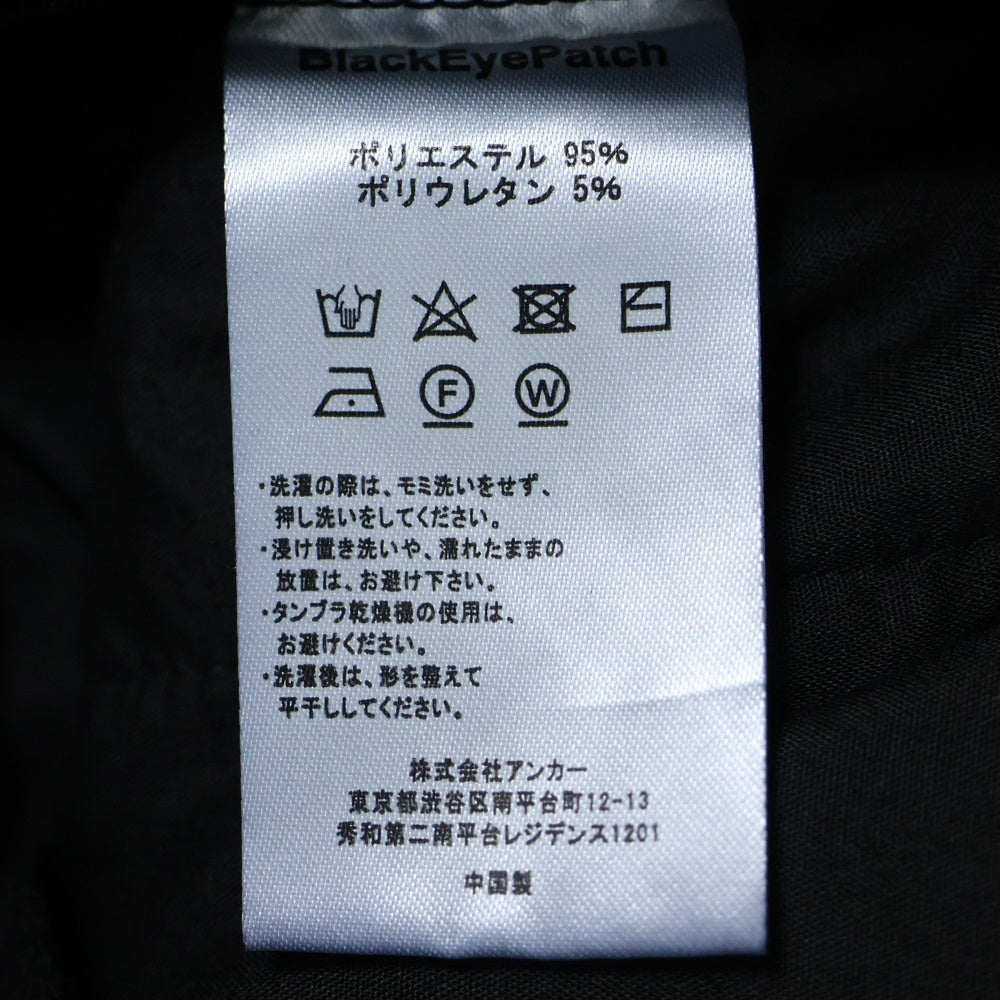 BlackEyePatch
ポリエステル 95%
ポリウレタン 5%
F W
・洗濯の際は、モミ洗いをせず、
押し洗いをしてください。
・浸け置き洗いや、濡れたままの
放置は、お避け下さい。
・タンブラ乾燥機の使用は、
お避けください。
・洗濯後は、形を整えて
平干ししてください。
株式会社アンカー
東京都渋谷区南平台町12-13
秀和第二南平台レジデンス1201
中国製